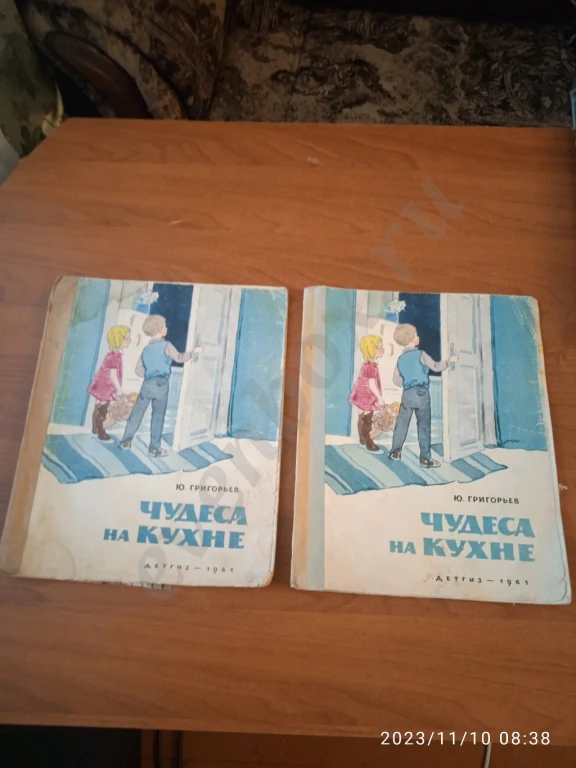 Ю. ГРИГОРЬЕВ
ЧУДЕСА
НА КУХНЕ
ДЕТГИЗ — 1961
Ю. ГРИГОРЬЕВ
ЧУДЕСА
НА КУХНЕ
ДЕТГИЗ — 1961
2023/11/10 08:38